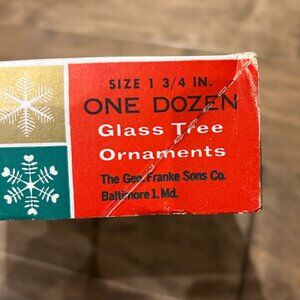 SIZE 1 3/4 IN.
ONE DOZEN
Glass Tree
Ornaments
The Geo. Franke Sons Co.
Baltimore 1, Md.